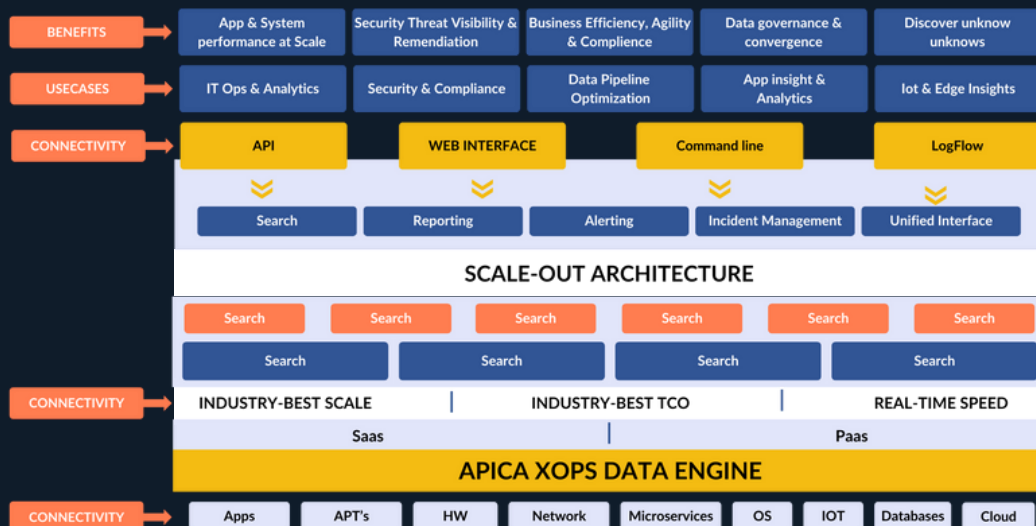 BENEFITS
App & System
performance at Scale
Security Threat Visibility &
Remendiation
Business Efficiency, Agility
& Complience
Data governance &
convergence
Discover unknow
unknows
USECASES
IT Ops & Analytics
Security & Compliance
Data Pipeline
Optimization
App insight &
Analytics
Iot & Edge Insights
CONNECTIVITY
API
WEB INTERFACE
Command line
LogFlow
Search
Reporting
Alerting
Incident Management
Unified Interface
SCALE-OUT ARCHITECTURE
Search
Search
Search
Search
Search
Search
Search
Search
Search
Search
CONNECTIVITY
INDUSTRY-BEST SCALE
INDUSTRY-BEST TCO
REAL-TIME SPEED
Saas
Paas
APICA XOPS DATA ENGINE
CONNECTIVITY
Apps
APT's
HW
Network
Microservices
OS
IOT
Databases
Cloud